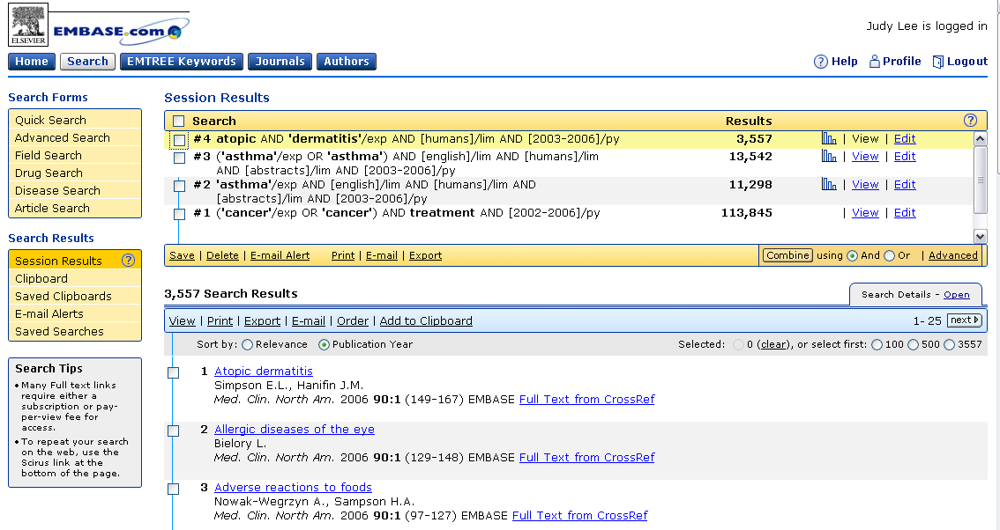 ELSEVIER
EMBASE.com
Judy Lee is logged in
Home Search EMTREE Keywords Journals Authors
? Help Profile Logout
Search Forms
Quick Search
Advanced Search
Field Search
Drug Search
Disease Search
Article Search
Search Results
Session Results ?
Clipboard
Saved Clipboards
E-mail Alerts
Saved Searches
Search Tips
• Many Full text links
require either a
subscription or pay-
per-view fee for
access.
• To repeat your search
on the web, use the
Scirus link at the
bottom of the page.
Session Results
Search Results ?
#4 atopic AND 'dermatitis'/exp AND [humans]/lim AND [2003-2006]/py 3,557 | View | Edit
#3 ('asthma'/exp OR 'asthma') AND [english]/lim AND [humans]/lim 13,542 | View | Edit
AND [abstracts]/lim AND [2003-2006]/py
#2 'asthma'/exp AND [english]/lim AND [humans]/lim AND 11,298 | View | Edit
[abstracts]/lim AND [2003-2006]/py
#1 ('cancer'/exp OR 'cancer') AND treatment AND [2002-2006]/py 113,845 | View | Edit
Save | Delete | E-mail Alert Print | E-mail | Export Combine using And Or | Advanced
3,557 Search Results Search Details - Open
View | Print | Export | E-mail | Order | Add to Clipboard 1- 25 next
Sort by: Relevance Publication Year Selected: 0 (clear), or select first: 100 500 3557
1 Atopic dermatitis
Simpson E.L., Hanifin J.M.
Med. Clin. North Am. 2006 90:1 (149-167) EMBASE Full Text from CrossRef
2 Allergic diseases of the eye
Bielory L.
Med. Clin. North Am. 2006 90:1 (129-148) EMBASE Full Text from CrossRef
3 Adverse reactions to foods
Nowak-Wegrzyn A., Sampson H.A.
Med. Clin. North Am. 2006 90:1 (97-127) EMBASE Full Text from CrossRef